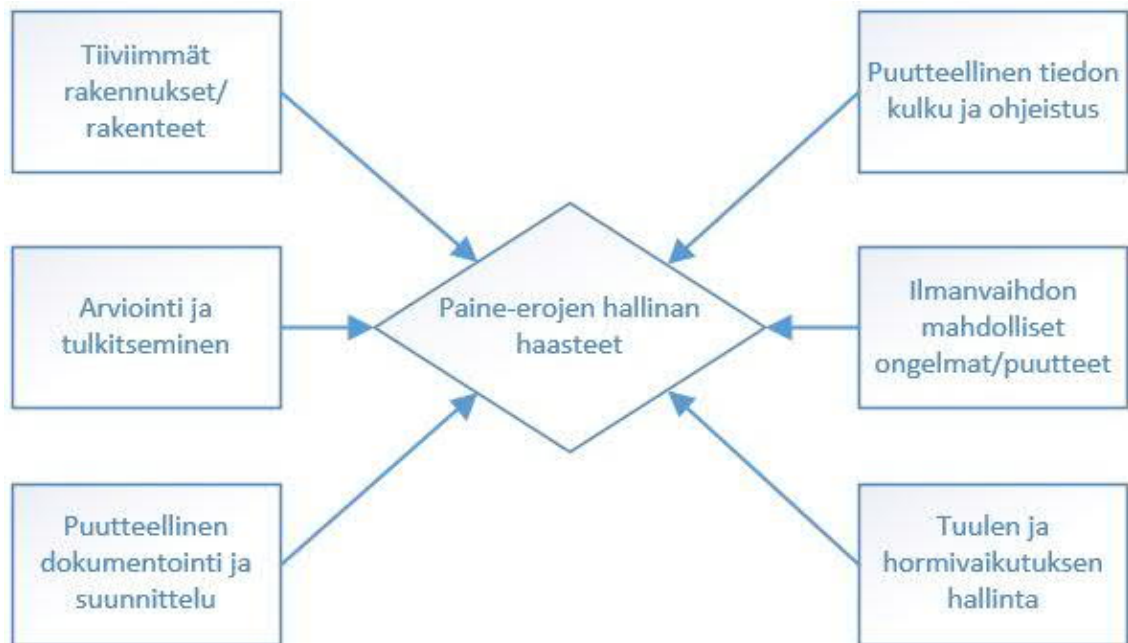 Tiiviimmät
rakennukset/
rakenteet
Puutteellinen tiedon
kulku ja ohjeistus
Arviointi ja
tulkitseminen
Paine-erojen hallinan
haasteet
Ilmanvaihdon
mahdolliset
ongelmat/puutteet
Puutteellinen
dokumentointi ja
suunnittelu
Tuulen ja
hormivaikutuksen
hallinta